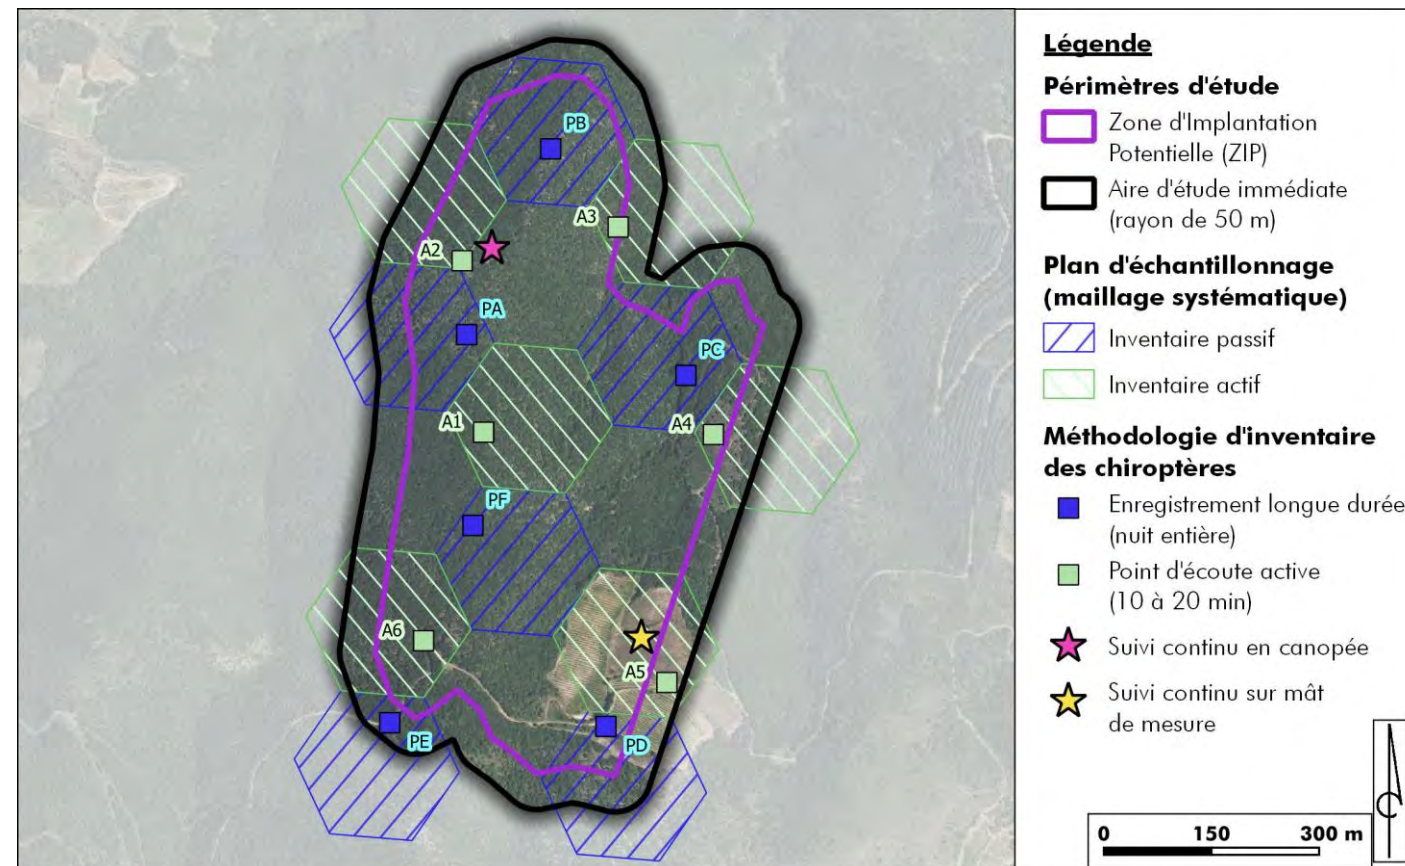 PB
A3
A2
PA
PC
A1
A4
PF
A6
A5
PE
PD
Légende
Périmètres d'étude
Zone d'Implantation
Potentielle (ZIP)
Aire d'étude immédiate
(rayon de 50 m)
Plan d'échantillonnage
(maillage systématique)
Inventaire passif
Inventaire actif
Méthodologie d'inventaire
des chiroptères
Enregistrement longue durée
(nuit entière)
Point d'écoute active
(10 à 20 min)
Suivi continu en canopée
Suivi continu sur mât
de mesure
0 150 300 m